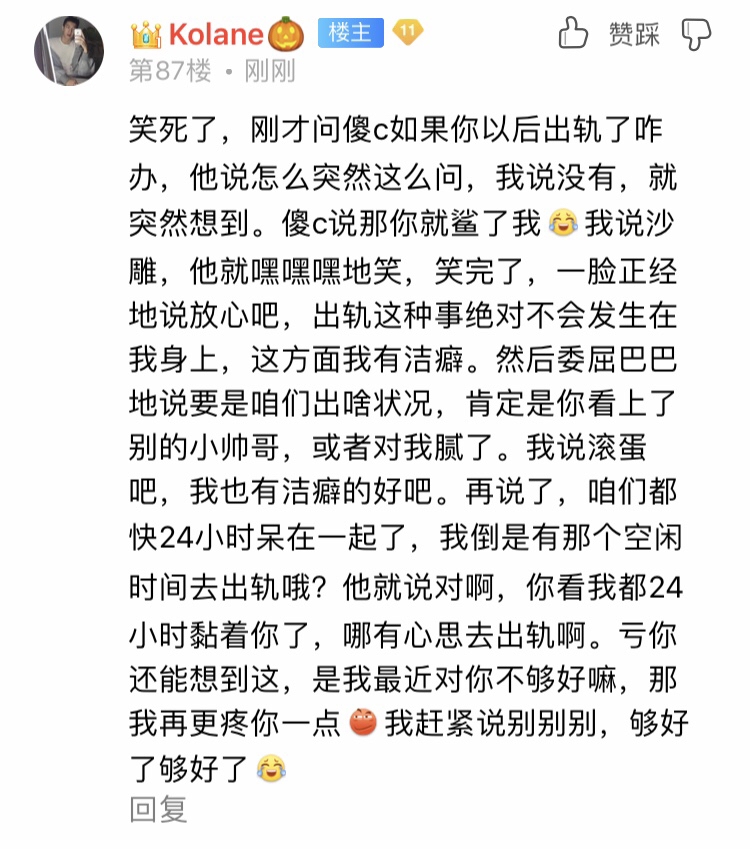 Kolane 楼主 11 赞踩
第87楼 • 刚刚
笑死了，刚才问傻c如果你以后出轨了咋
办，他说怎么突然这么问，我说没有，就
突然想到。傻c说那你就鲨了我😂我说沙
雕，他就嘿嘿嘿地笑，笑完了，一脸正经
地说放心吧，出轨这种事绝对不会发生在
我身上，这方面我有洁癖。然后委屈巴巴
地说要是咱们出啥状况，肯定是你看上了
别的小帅哥，或者对我腻了。我说滚蛋
吧，我也有洁癖的好吧。再说了，咱们都
快24小时呆在一起了，我倒是有那个空闲
时间去出轨哦？他就说对啊，你看我都24
小时黏着你了，哪有心思去出轨啊。亏你
还能想到这，是我最近对你不够好嘛，那
我再更疼你一点 我赶紧说别别别，够好
了够好了😂
回复